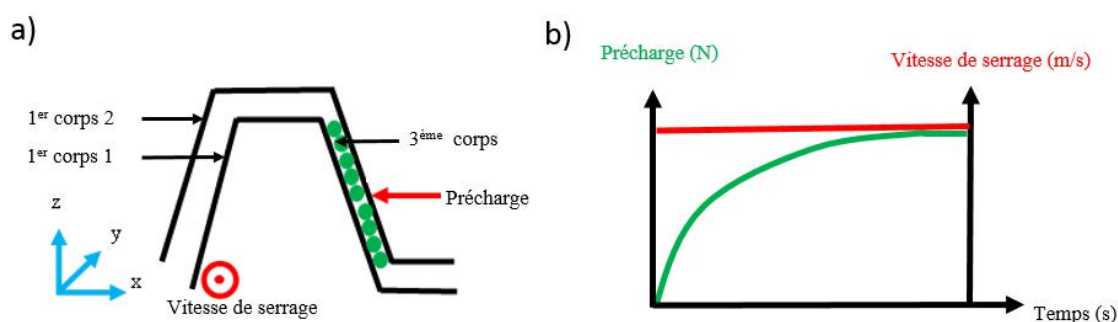 a)
1er corps 2
1er corps 1
3ème corps
Précharge
z
y
x
Vitesse de serrage
b)
Précharge (N)
Vitesse de serrage (m/s)
Temps (s)